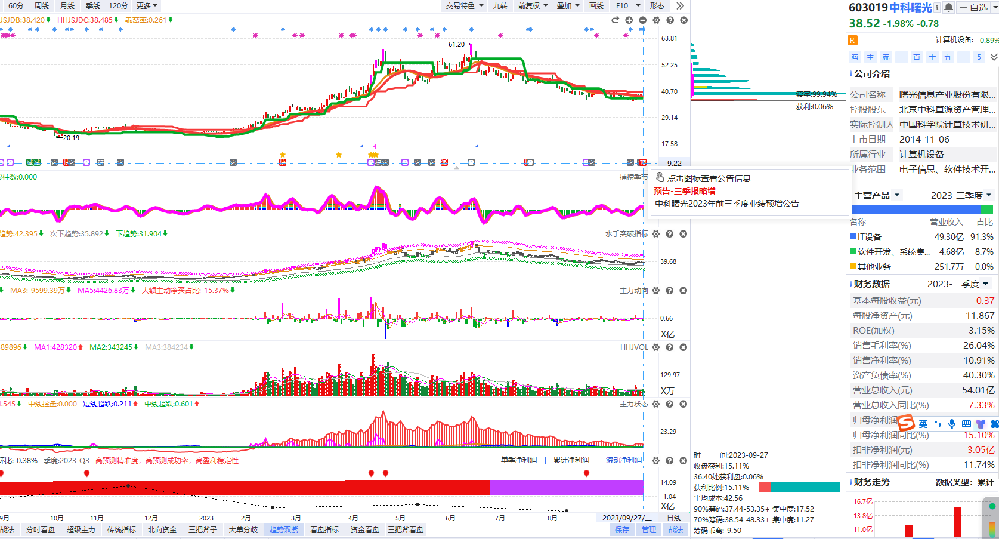 60分 周线 月线 季线 120分 更多 交易特色 九转 前复权 叠加 画线 F10 形态
603019 中科曙光 自选
38.52 -1.98% -0.78
R 计算机设备: -0.89%
海 主 流 三 首 十 五 三 5
JSJDB:38.420 HHJSJDC:38.485 乖离率:0.261
63.81
61.20
52.25
40.70
29.14
20.19
17.58
9.22
套牢:99.94%
获利:0.06%
公司介绍
公司名称 曙光信息产业股份有限...
控股股东 北京中科算源资产管理...
实际控制人 中国科学院计算技术研...
上市日期 2014-11-06
所属行业 计算机设备
业务范围 电子信息、软件技术开...
柱数:0.000 捕捞季节
点击图标查看公告信息
预告-三季报略增
中科曙光2023年前三季度业绩预增公告
主营产品 2023-二季度
名称 营业收入 占比
IT设备 49.30亿 91.3%
软件开发、系统集... 4.68亿 8.7%
其他业务 251.7万 0.0%
趋势:42.395 次下趋势:35.892 下趋势:31.904 水手突破指标
39.68
财务数据 2023-二季度
基本每股收益(元) 0.37
每股净资产(元) 11.867
ROE(加权) 3.15%
销售毛利率(%) 26.04%
销售净利率(%) 10.91%
资产负债率(%) 40.30%
营业总收入(元) 54.01亿
营业总收入同比(%) 7.33%
归母净利润
英
归母净利润同比(%) 15.10%
扣非净利润(元) 3.05亿
扣非净利润同比(%) 11.74%
MA3:-9599.39万 MA5:4426.83万 大额主动净买占比:-15.37% 主力动向
0.66
X亿
89896 MA1:428320 MA2:343245 MA3:384234 HHJVOL
129.97
X万
.545 中线控盘:0.000 短线超跌:0.211 中线超跌:0.601 主力状态
23.29
环比:-0.38% 季度:2023-Q3 高预测精准度，高预测成功率，高盈利稳定性 单季净利润 累计净利润 滚动净利润
14.09
-1.04
X亿
时 间:2023-09-27
收盘获利:15.11%
36.40处获利盘:0.06%
获利比例:15.11%
平均成本:42.56
90%筹码:37.44-53.35+ 集中度:17.52
70%筹码:38.54-48.33+ 集中度:11.27
筹码乖离:-9.50
财务走势 数据类型: 累计
16.7亿
13.8亿
11.0亿
9月 10月 11月 12月 2023 2月 3月 4月 5月 6月 7月 8月 2023/09/27/三 日线
战法 分时看盘 超级主力 传统指标 北向资金 三把斧子 大单分歧 趋势双紫 看盘指标 资金看盘 三把斧看盘 保存 管理 战法